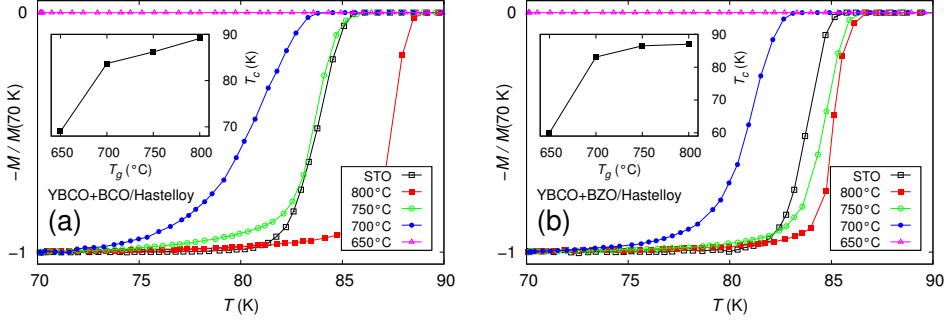 0
−M / M(70 K)
−1
90
80
70
T_c (K)
650 700 750 800
T_g (°C)
YBCO+BCO/Hastelloy
(a)
STO
800°C
750°C
700°C
650°C
70 75 80 85 90
T (K)
0
−M / M(70 K)
−1
90
80
70
60
T_c (K)
650 700 750 800
T_g (°C)
YBCO+BZO/Hastelloy
(b)
STO
800°C
750°C
700°C
650°C
70 75 80 85 90
T (K)